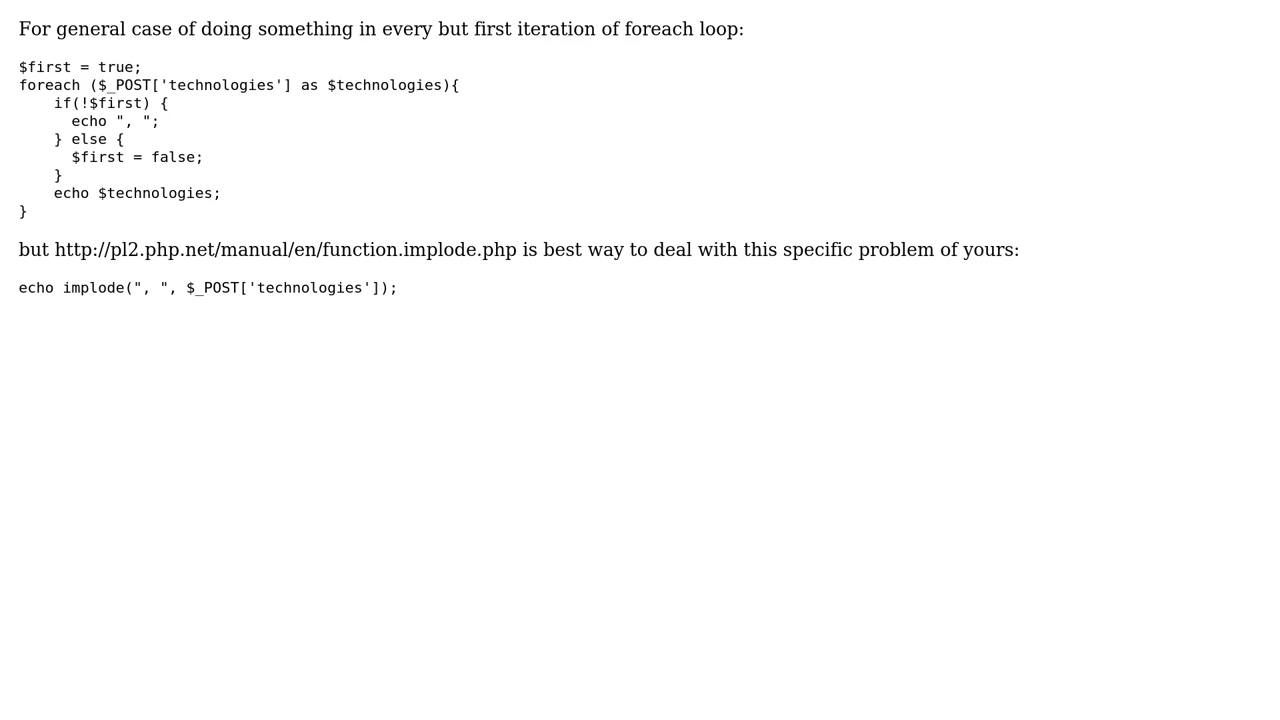 For general case of doing something in every but first iteration of foreach loop:
$first = true;
foreach ($_POST['technologies'] as $technologies){
    if(!$first) {
      echo ", ";
    } else {
      $first = false;
    }
    echo $technologies;
}
but http://pl2.php.net/manual/en/function.implode.php is best way to deal with this specific problem of yours:
echo implode(", ", $_POST['technologies']);